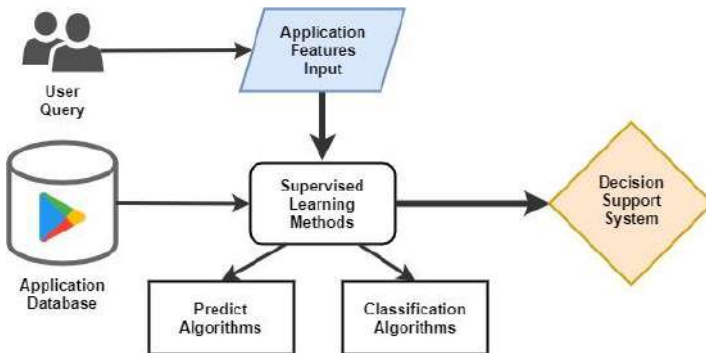 User
Query
Application
Features
Input
Application
Database
Supervised
Learning
Methods
Decision
Support
System
Predict
Algorithms
Classification
Algorithms